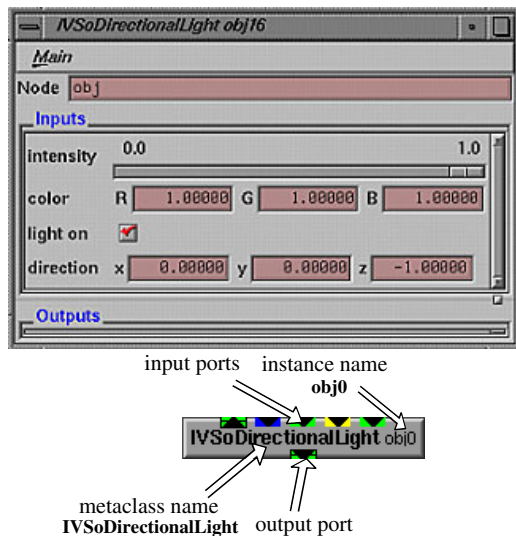 IVSoDirectionalLight obj16
Main
Node obj
Inputs
intensity 0.0 1.0
color R 1.00000 G 1.00000 B 1.00000
light on
direction x 0.00000 y 0.00000 z -1.00000
Outputs
input ports instance name
obj0
IVSoDirectionalLight obj0
metaclass name
IVSoDirectionalLight output port